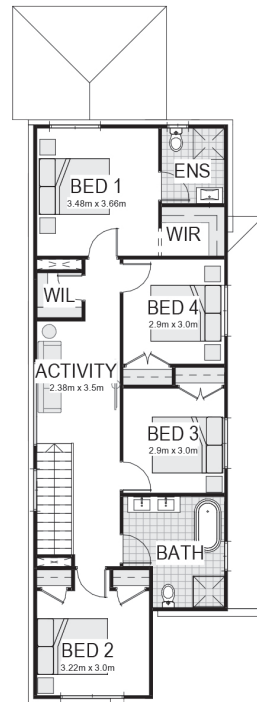 ENS
BED 1
3.48m x 3.66m
WIR
WIL
BED 4
2.9m x 3.0m
ACTIVITY
2.38m x 3.5m
BED 3
2.9m x 3.0m
BATH
BED 2
3.22m x 3.0m